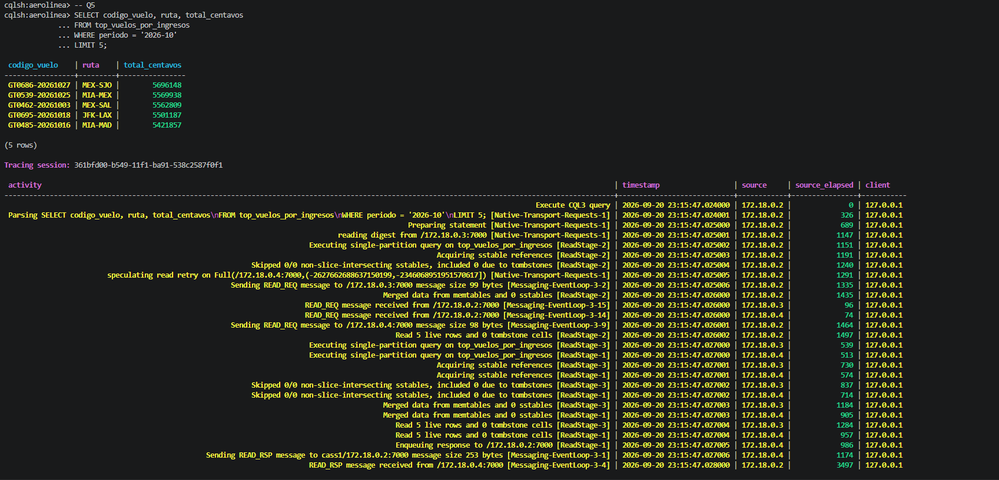 cqlsh:aerolinea> -- Q5
cqlsh:aerolinea> SELECT codigo_vuelo, ruta, total_centavos
             ... FROM top_vuelos_por_ingresos
             ... WHERE periodo = '2026-10'
             ... LIMIT 5;
 codigo_vuelo    | ruta    | total_centavos
-----------------+---------+----------------
 GT0686-20261027 | MEX-SJO |        5696148
 GT0539-20261025 | MIA-MEX |        5569938
 GT0462-20261003 | MEX-SAL |        5562809
 GT0695-20261018 | JFK-LAX |        5501187
 GT0485-20261016 | MIA-MAD |        5421857
(5 rows)
Tracing session: 361bfd00-b549-11f1-ba91-538c2587f0f1
 activity | timestamp | source | source_elapsed | client
Execute CQL3 query | 2026-09-20 23:15:47.024000 | 172.18.0.2 | 0 | 127.0.0.1
Parsing SELECT codigo_vuelo, ruta, total_centavos\nFROM top_vuelos_por_ingresos\nWHERE periodo = '2026-10'\nLIMIT 5; [Native-Transport-Requests-1] | 2026-09-20 23:15:47.024001 | 172.18.0.2 | 326 | 127.0.0.1
Preparing statement [Native-Transport-Requests-1] | 2026-09-20 23:15:47.025000 | 172.18.0.2 | 689 | 127.0.0.1
reading digest from /172.18.0.3:7000 [Native-Transport-Requests-1] | 2026-09-20 23:15:47.025001 | 172.18.0.2 | 1147 | 127.0.0.1
Executing single-partition query on top_vuelos_por_ingresos [ReadStage-2] | 2026-09-20 23:15:47.025002 | 172.18.0.2 | 1151 | 127.0.0.1
Acquiring sstable references [ReadStage-2] | 2026-09-20 23:15:47.025003 | 172.18.0.2 | 1191 | 127.0.0.1
Skipped 0/0 non-slice-intersecting sstables, included 0 due to tombstones [ReadStage-2] | 2026-09-20 23:15:47.025004 | 172.18.0.2 | 1240 | 127.0.0.1
speculating read retry on Full(/172.18.0.4:7000,(-2627662688637150199,-2346068951951570617]) [Native-Transport-Requests-1] | 2026-09-20 23:15:47.025005 | 172.18.0.2 | 1291 | 127.0.0.1
Sending READ_REQ message to /172.18.0.3:7000 message size 99 bytes [Messaging-EventLoop-3-2] | 2026-09-20 23:15:47.025006 | 172.18.0.2 | 1335 | 127.0.0.1
Merged data from memtables and 0 sstables [ReadStage-2] | 2026-09-20 23:15:47.026000 | 172.18.0.2 | 1435 | 127.0.0.1
READ_REQ message received from /172.18.0.2:7000 [Messaging-EventLoop-3-15] | 2026-09-20 23:15:47.026000 | 172.18.0.3 | 96 | 127.0.0.1
READ_REQ message received from /172.18.0.2:7000 [Messaging-EventLoop-3-14] | 2026-09-20 23:15:47.026000 | 172.18.0.4 | 74 | 127.0.0.1
Sending READ_REQ message to /172.18.0.4:7000 message size 98 bytes [Messaging-EventLoop-3-9] | 2026-09-20 23:15:47.026001 | 172.18.0.2 | 1464 | 127.0.0.1
Read 5 live rows and 0 tombstone cells [ReadStage-2] | 2026-09-20 23:15:47.026002 | 172.18.0.2 | 1497 | 127.0.0.1
Executing single-partition query on top_vuelos_por_ingresos [ReadStage-3] | 2026-09-20 23:15:47.027000 | 172.18.0.3 | 539 | 127.0.0.1
Executing single-partition query on top_vuelos_por_ingresos [ReadStage-1] | 2026-09-20 23:15:47.027000 | 172.18.0.4 | 513 | 127.0.0.1
Acquiring sstable references [ReadStage-3] | 2026-09-20 23:15:47.027001 | 172.18.0.3 | 730 | 127.0.0.1
Acquiring sstable references [ReadStage-1] | 2026-09-20 23:15:47.027001 | 172.18.0.4 | 574 | 127.0.0.1
Skipped 0/0 non-slice-intersecting sstables, included 0 due to tombstones [ReadStage-3] | 2026-09-20 23:15:47.027002 | 172.18.0.3 | 837 | 127.0.0.1
Skipped 0/0 non-slice-intersecting sstables, included 0 due to tombstones [ReadStage-1] | 2026-09-20 23:15:47.027002 | 172.18.0.4 | 714 | 127.0.0.1
Merged data from memtables and 0 sstables [ReadStage-3] | 2026-09-20 23:15:47.027003 | 172.18.0.3 | 1184 | 127.0.0.1
Merged data from memtables and 0 sstables [ReadStage-1] | 2026-09-20 23:15:47.027003 | 172.18.0.4 | 905 | 127.0.0.1
Read 5 live rows and 0 tombstone cells [ReadStage-3] | 2026-09-20 23:15:47.027004 | 172.18.0.3 | 1284 | 127.0.0.1
Read 5 live rows and 0 tombstone cells [ReadStage-1] | 2026-09-20 23:15:47.027004 | 172.18.0.4 | 957 | 127.0.0.1
Enqueuing response to /172.18.0.2:7000 [ReadStage-1] | 2026-09-20 23:15:47.027005 | 172.18.0.4 | 986 | 127.0.0.1
Sending READ_RSP message to cass1/172.18.0.2:7000 message size 253 bytes [Messaging-EventLoop-3-1] | 2026-09-20 23:15:47.027006 | 172.18.0.4 | 1174 | 127.0.0.1
READ_RSP message received from /172.18.0.4:7000 [Messaging-EventLoop-3-4] | 2026-09-20 23:15:47.028000 | 172.18.0.2 | 3497 | 127.0.0.1